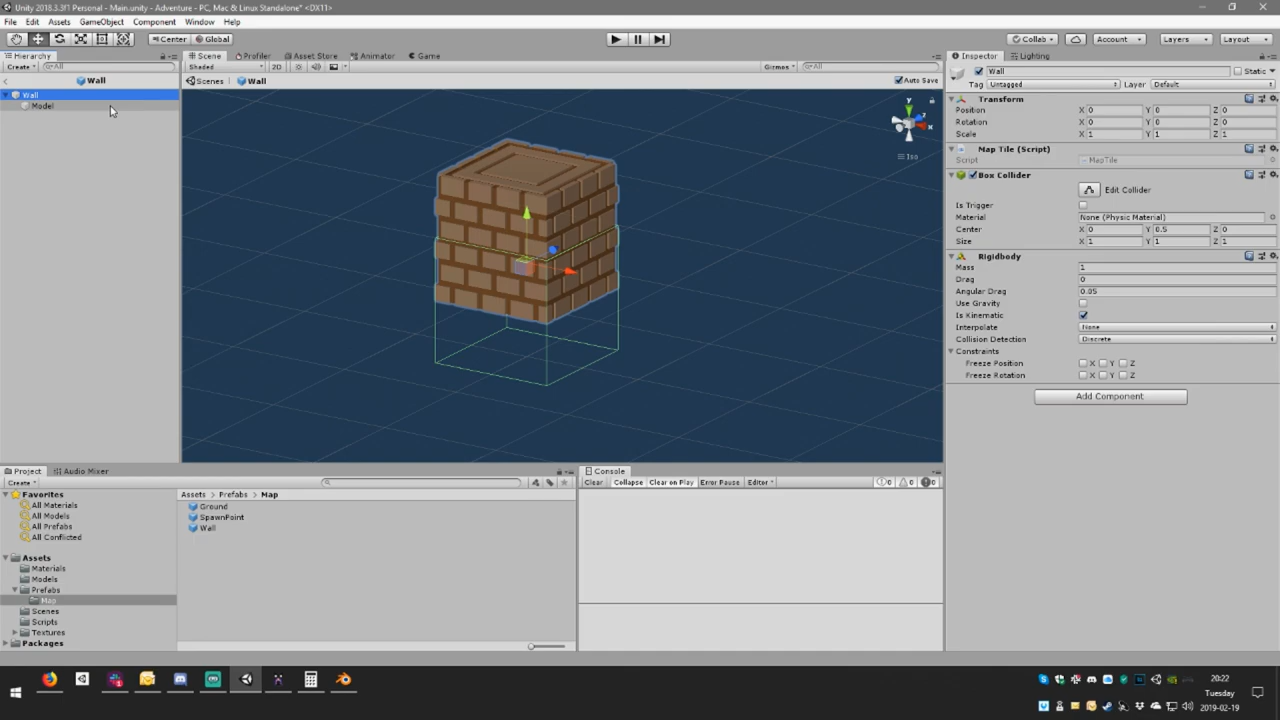 Unity 2018.3.3f1 Personal - Main.unity - Adventure - PC, Mac & Linux Standalone* <DX11>
File Edit Assets GameObject Component Window Help
Center Global Collab Account Layers Layout
Hierarchy Scene Profiler Asset Store Animator Game Inspector Lighting
Create All Shaded 2D Gizmos All
Wall Scenes Wall Auto Save
Wall Static
Tag Untagged Layer Default
Wall
Model
y
x
z
Iso
Transform
Position X 0 Y 0 Z 0
Rotation X 0 Y 0 Z 0
Scale X 1 Y 1 Z 1
Map Tile (Script)
Script MapTile
Box Collider
Edit Collider
Is Trigger
Material None (Physic Material)
Center X 0 Y 0.5 Z 0
Size X 1 Y 1 Z 1
Rigidbody
Mass 1
Drag 0
Angular Drag 0.05
Use Gravity
Is Kinematic
Interpolate None
Collision Detection Discrete
Constraints
Freeze Position X Y Z
Freeze Rotation X Y Z
Add Component
Project Audio Mixer Console
Create Clear Collapse Clear on Play Error Pause Editor 0 0 0
Favorites
All Materials
All Models
All Prefabs
All Conflicted
Assets
Materials
Models
Prefabs
Map
Scenes
Scripts
Textures
Packages
Assets Prefabs Map
Ground
SpawnPoint
Wall
20:22
Tuesday
2019-02-19